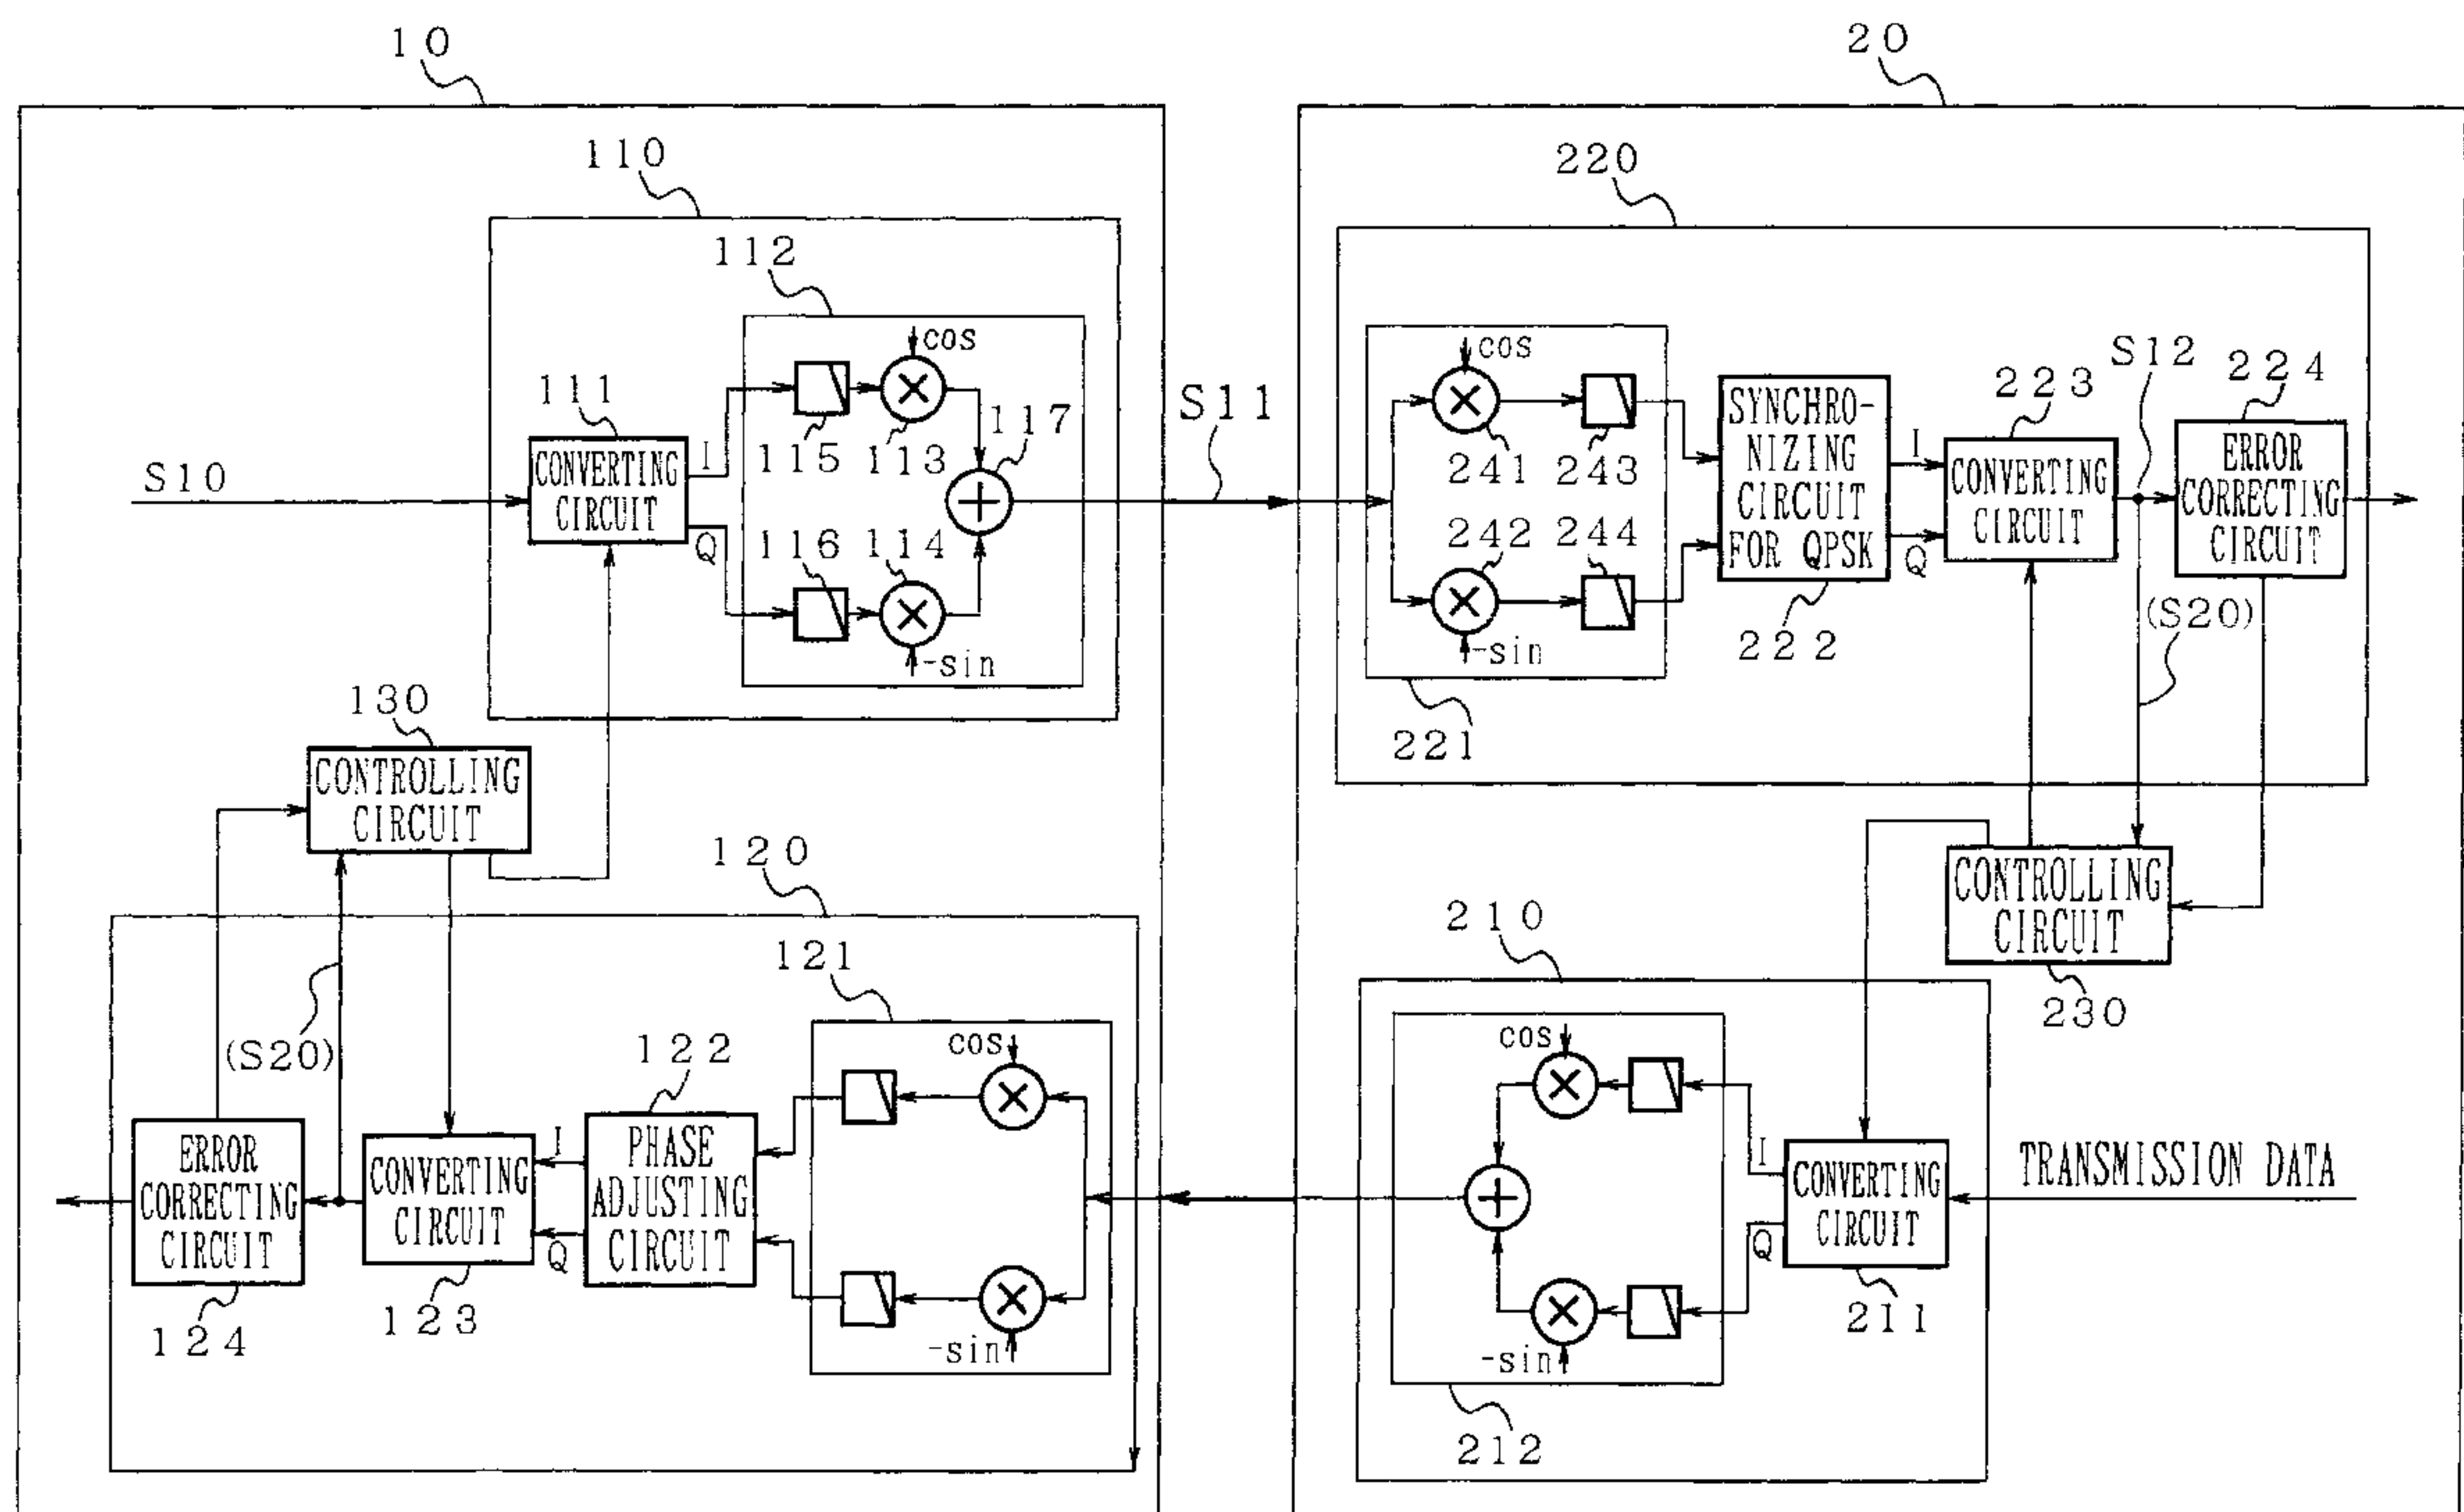 10
20
110
220
112
cos
cos
S12
224
223
111
117
S11
SYNCHRO-
NIZING
CIRCUIT
FOR QPSK
ERROR
CORRECTING
CIRCUIT
I
I
S10
CONVERTING
CIRCUIT
115
113
241
243
CONVERTING
CIRCUIT
Q
116
114
242
244
Q
-sin
-sin
222
(S20)
130
221
CONTROLLING
CIRCUIT
120
CONTROLLING
CIRCUIT
121
210
230
(S20)
122
cos
cos
ERROR
CORRECTING
CIRCUIT
CONVERTING
CIRCUIT
I
PHASE
ADJUSTING
CIRCUIT
I
CONVERTING
CIRCUIT
TRANSMISSION DATA
Q
Q
124
123
-sin
-sin
211
212